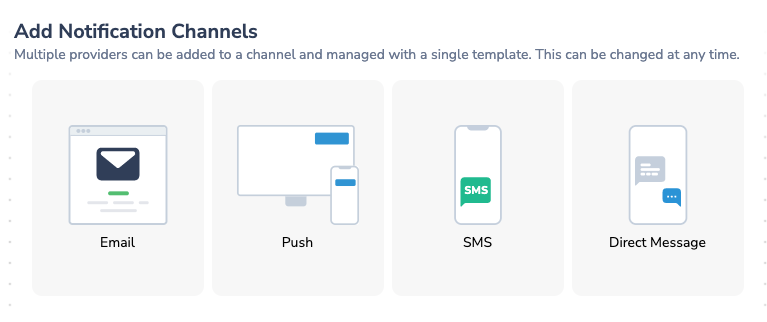 Add Notification Channels
Multiple providers can be added to a channel and managed with a single template. This can be changed at any time.
SMS
Email
Push
SMS
Direct Message